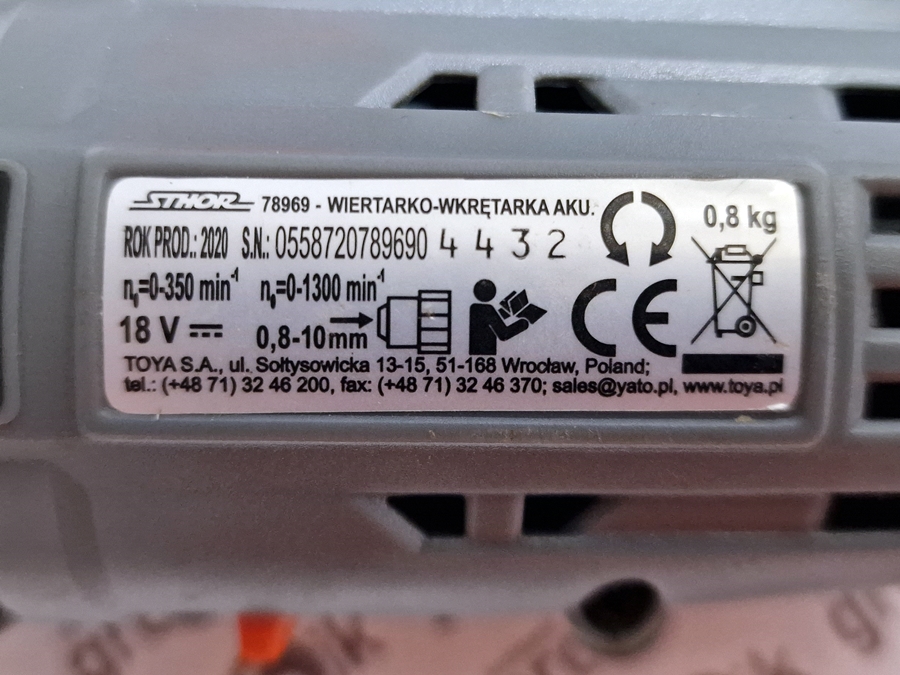 STHOR 78969 - WIERTARKO-WKRĘTARKA AKU.
0,8 kg
ROK PROD.: 2020 S.N.: 0558720789690 4 4 3 2
n₀=0-350 min⁻¹ n₀=0-1300 min⁻¹
18 V 0,8-10 mm
CE
TOYA S.A., ul. Sołtysowicka 13-15, 51-168 Wrocław, Poland;
tel.: (+48 71) 32 46 200, fax: (+48 71) 32 46 370; sales@yato.pl, www.toya.pl